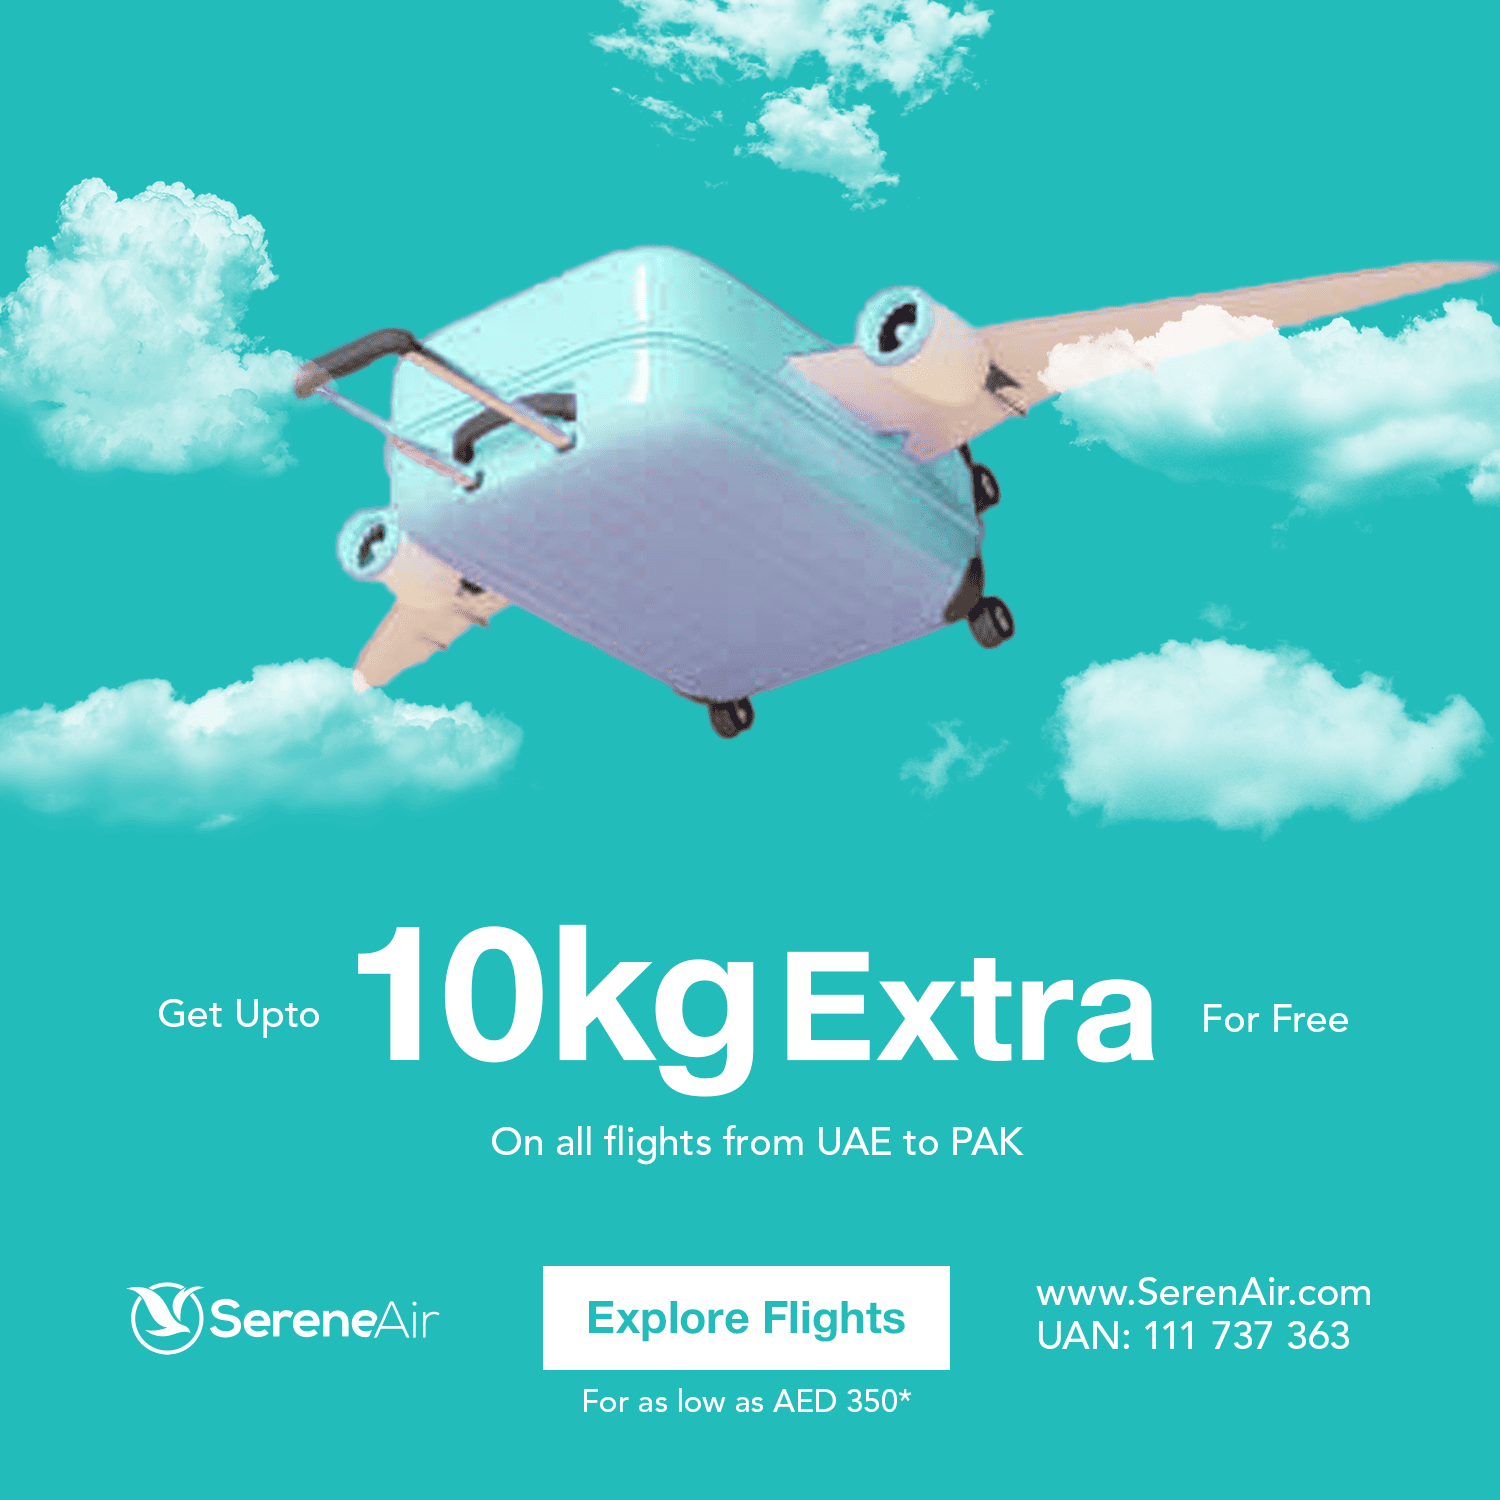 Get Upto 10kg Extra For Free
On all flights from UAE to PAK
SereneAir
Explore Flights
For as low as AED 350*
www.SerenAir.com
UAN: 111 737 363